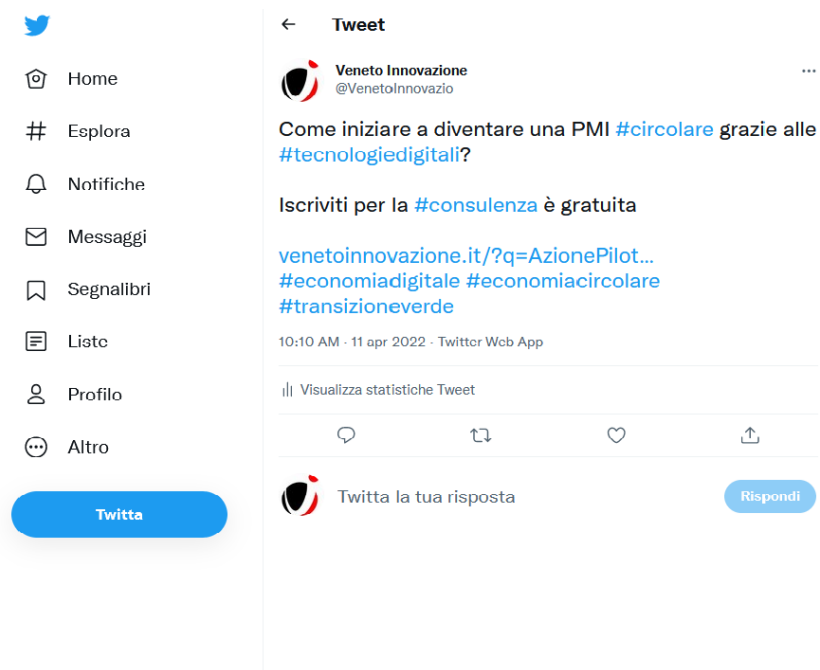 Tweet
Home
Esplora
Notifiche
Messaggi
Segnalibri
Liste
Profilo
Altro
Twitta
Veneto Innovazione
@VenetoInnovazio
Come iniziare a diventare una PMI #circolare grazie alle
#tecnologiedigitali?
Iscriviti per la #consulenza è gratuita
venetoinnovazione.it/?q=AzionePilot...
#economiadigitale #economiacircolare
#transizioneverde
10:10 AM · 11 apr 2022 · Twitter Web App
Visualizza statistiche Tweet
Twitta la tua risposta
Rispondi